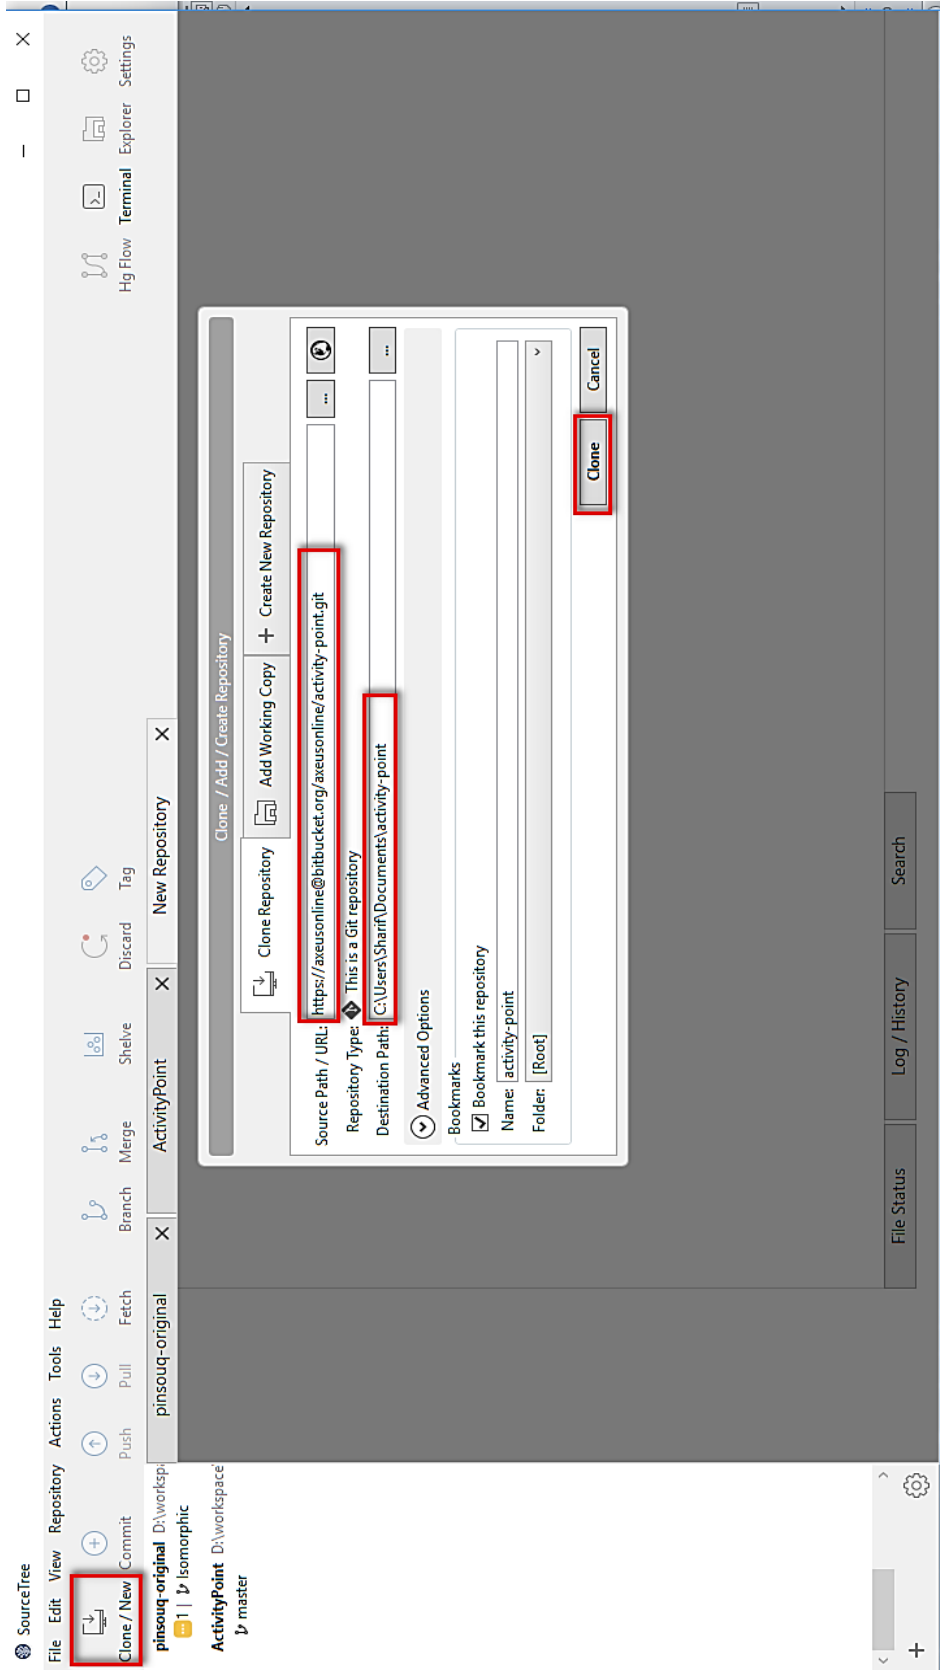 SourceTree
File Edit View Repository Actions Tools Help
Clone / New Commit Push Pull Fetch Branch Merge Shelve Discard Tag Hg Flow Terminal Explorer Settings
pinsouq-original ActivityPoint New Repository
pinsouq-original D:\workspa
1 | Isomorphic
ActivityPoint D:\workspace
master
Clone / Add / Create Repository
Clone Repository Add Working Copy + Create New Repository
Source Path / URL: https://axeusonline@bitbucket.org/axeusonline/activity-point.git ...
Repository Type: This is a Git repository
Destination Path: C:\Users\Sharif\Documents\activity-point ...
Advanced Options
Bookmarks
Bookmark this repository
Name: activity-point
Folder: [Root]
Clone Cancel
File Status Log / History Search